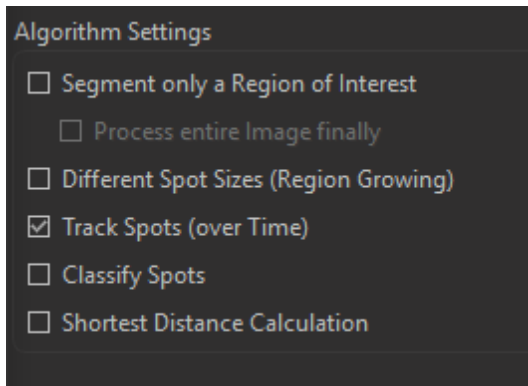 Algorithm Settings
Segment only a Region of Interest
Process entire Image finally
Different Spot Sizes (Region Growing)
Track Spots (over Time)
Classify Spots
Shortest Distance Calculation